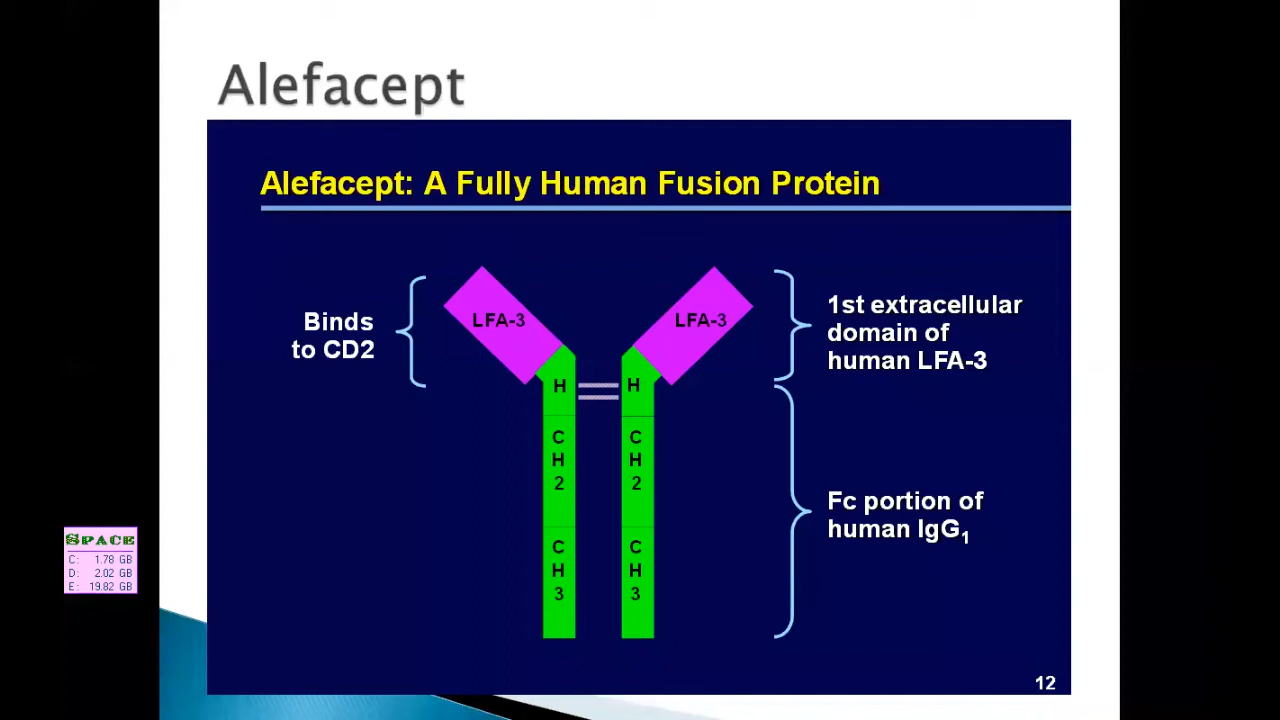 Alefacept
Alefacept: A Fully Human Fusion Protein
Binds
to CD2
LFA-3
LFA-3
1st extracellular
domain of
human LFA-3
H
H
C
H
2
C
H
2
C
H
3
C
H
3
Fc portion of
human IgG1
12
SPACE
C: 1.78 GB
D: 2.02 GB
E: 19.82 GB